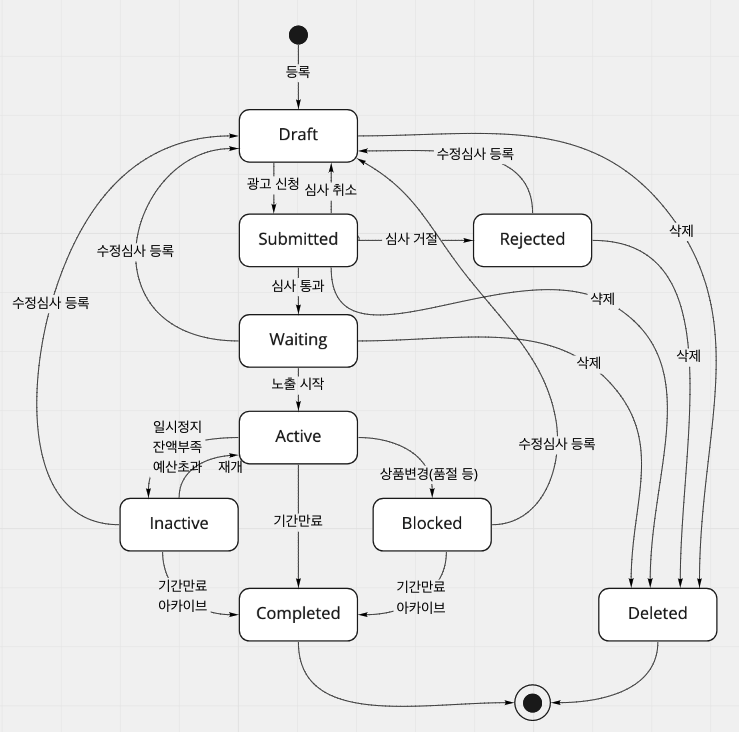 등록
Draft
수정심사 등록
광고 신청
심사 취소
삭제
Submitted
심사 거절
Rejected
수정심사 등록
심사 통과
수정심사 등록
삭제
Waiting
삭제
삭제
노출 시작
일시정지
잔액부족
예산초과
재개
Active
수정심사 등록
상품변경(품절 등)
Inactive
기간만료
Blocked
기간만료
아카이브
Completed
기간만료
아카이브
Deleted